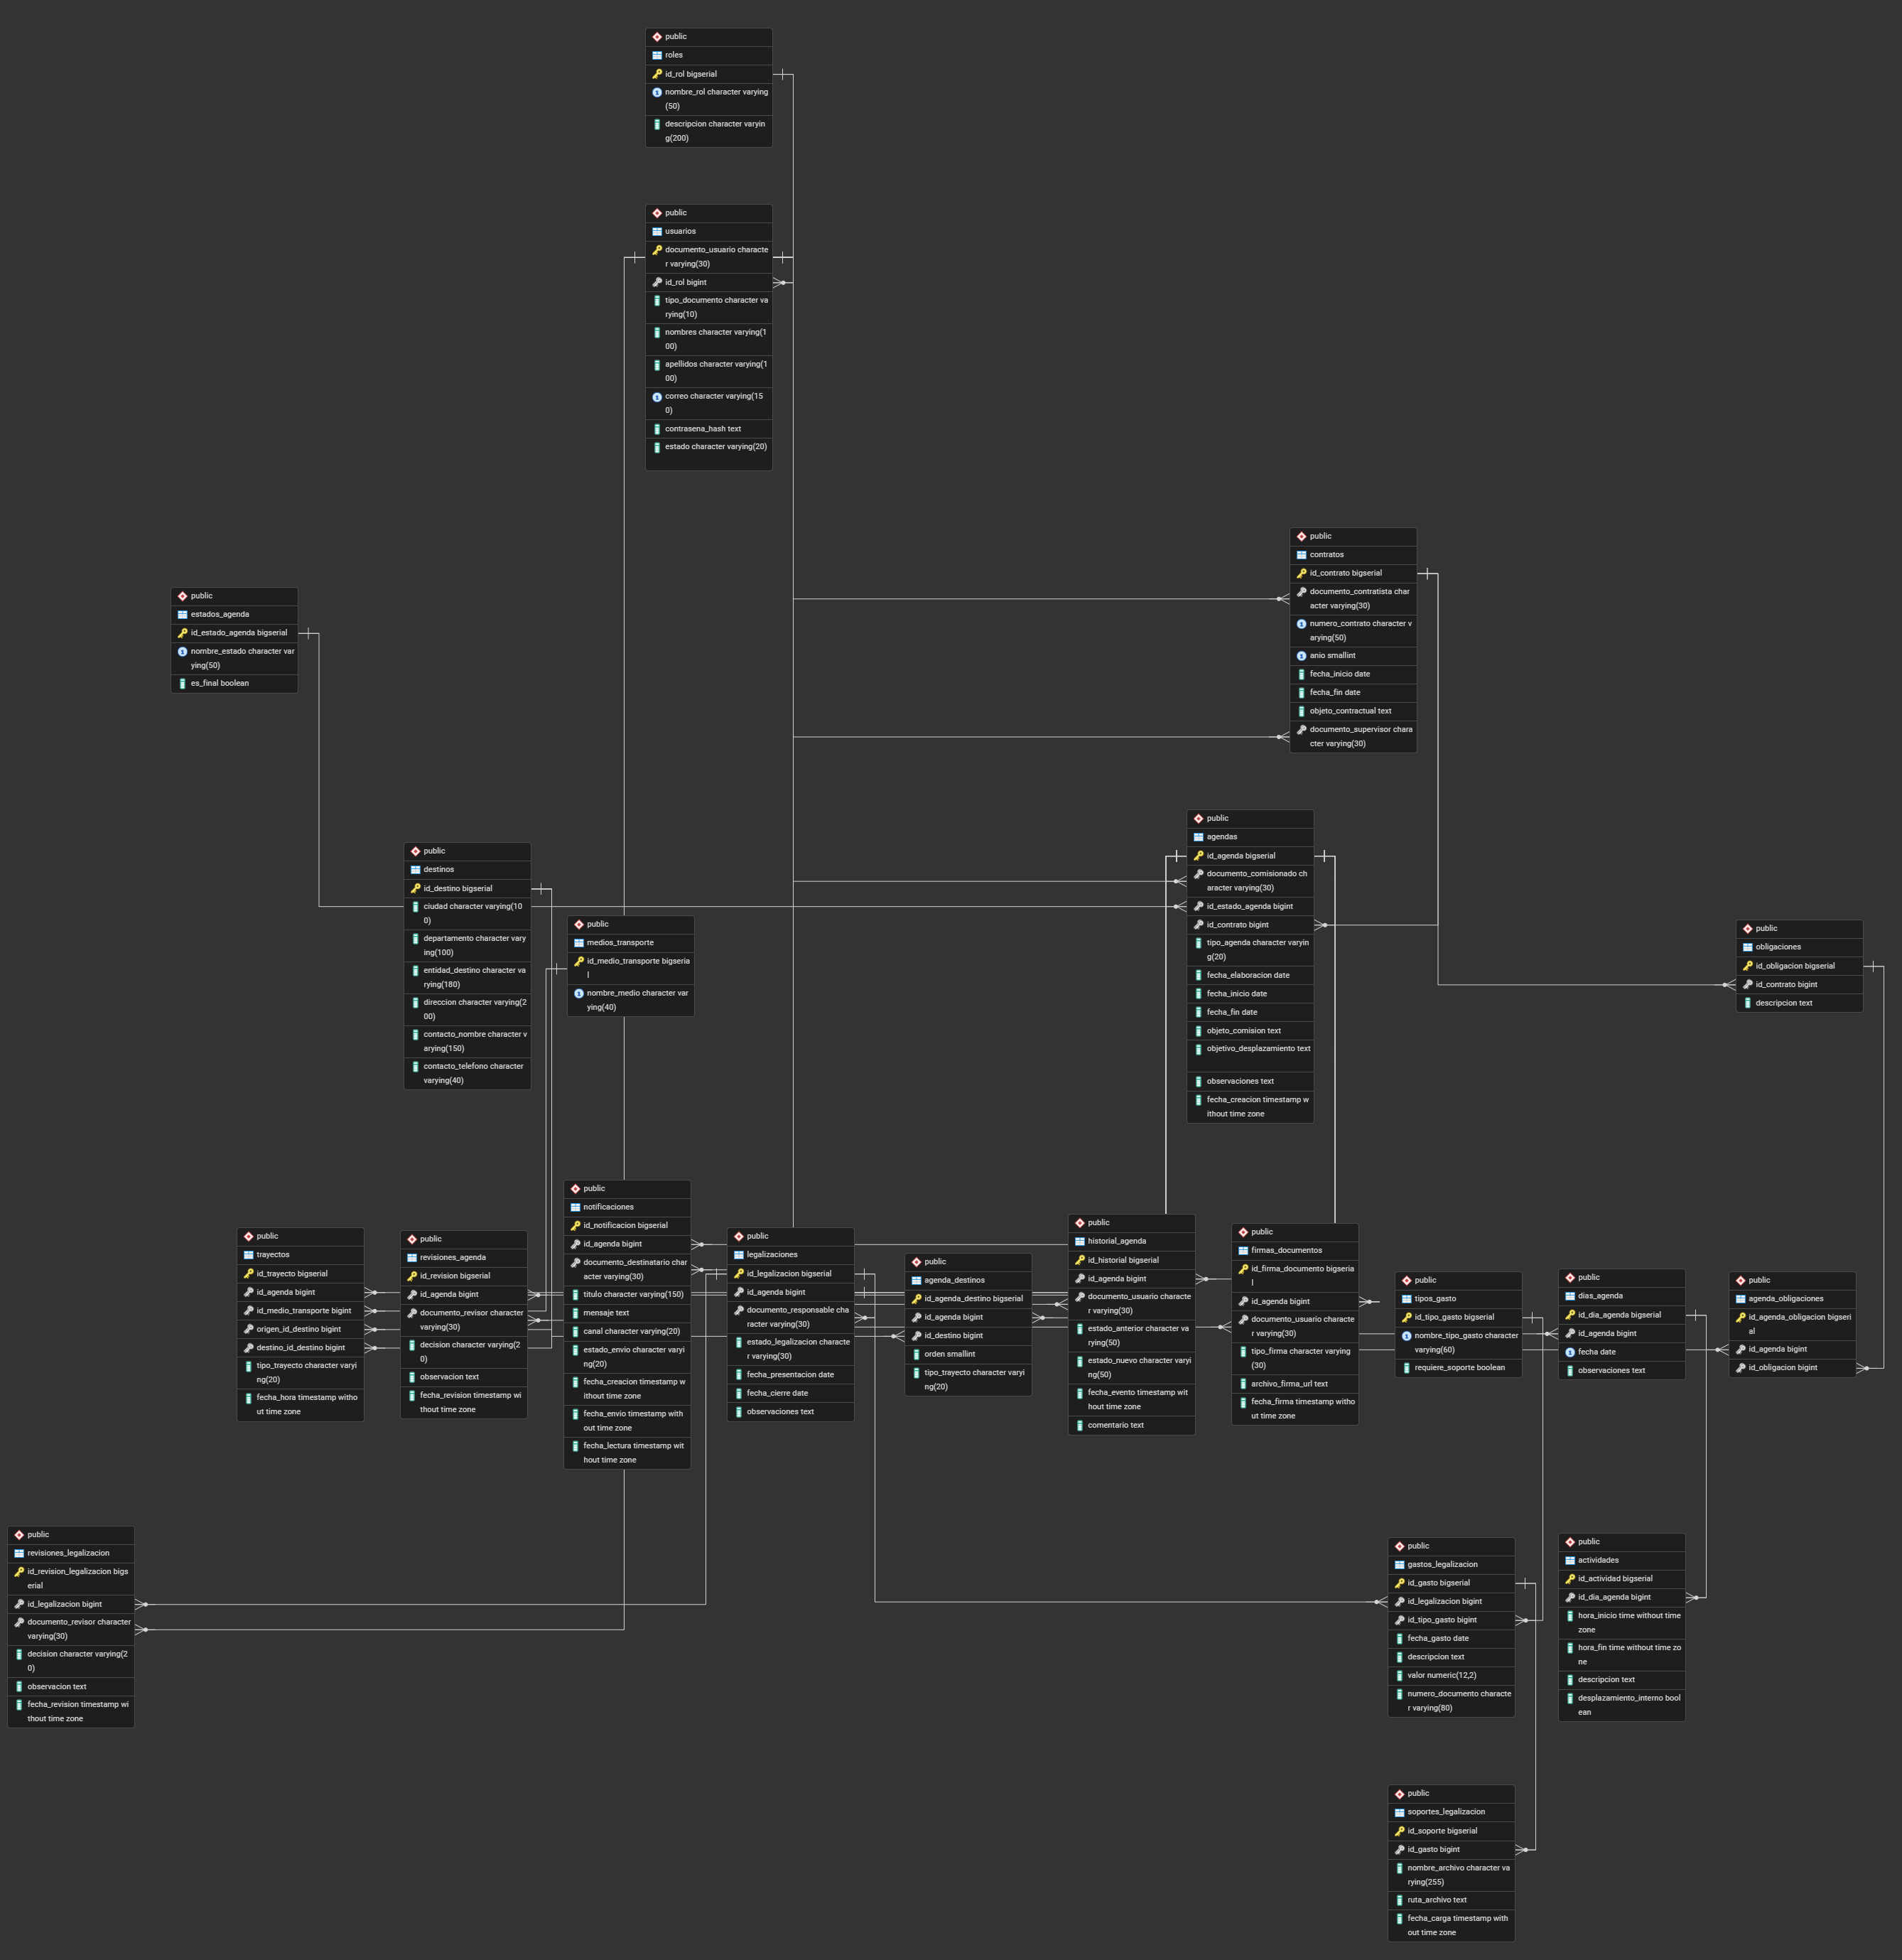 public
roles
id_rol bigserial
nombre_rol character varying
(50)
descripcion character varyin
g(200)
public
usuarios
documento_usuario characte
r varying(30)
id_rol bigint
tipo_documento character va
rying(10)
nombres character varying(1
00)
apellidos character varying(1
00)
correo character varying(15
0)
contrasena_hash text
estado character varying(20)
public
contratos
id_contrato bigserial
documento_contratista char
acter varying(30)
numero_contrato character v
arying(50)
anio smallint
fecha_inicio date
fecha_fin date
objeto_contractual text
documento_supervisor chara
cter varying(30)
public
estados_agenda
id_estado_agenda bigserial
nombre_estado character var
ying(50)
es_final boolean
public
agendas
id_agenda bigserial
documento_comisionado ch
aracter varying(30)
id_estado_agenda bigint
id_contrato bigint
tipo_agenda character varyin
g(20)
fecha_elaboracion date
fecha_inicio date
fecha_fin date
objeto_comision text
objetivo_desplazamiento text
observaciones text
fecha_creacion timestamp w
ithout time zone
public
destinos
id_destino bigserial
ciudad character varying(10
0)
departamento character vary
ing(100)
entidad_destino character va
rying(180)
direccion character varying(2
00)
contacto_nombre character v
arying(150)
contacto_telefono character
varying(40)
public
medios_transporte
id_medio_transporte bigseria
l
nombre_medio character var
ying(40)
public
obligaciones
id_obligacion bigserial
id_contrato bigint
descripcion text
public
trayectos
id_trayecto bigserial
id_agenda bigint
id_medio_transporte bigint
origen_id_destino bigint
destino_id_destino bigint
tipo_trayecto character varyi
ng(20)
fecha_hora timestamp witho
ut time zone
public
revisiones_agenda
id_revision bigserial
id_agenda bigint
documento_revisor character
varying(30)
decision character varying(2
0)
observacion text
fecha_revision timestamp wi
thout time zone
public
notificaciones
id_notificacion bigserial
id_agenda bigint
documento_destinatario char
acter varying(30)
titulo character varying(150)
mensaje text
canal character varying(20)
estado_envio character varyi
ng(20)
fecha_creacion timestamp w
ithout time zone
fecha_envio timestamp with
out time zone
fecha_lectura timestamp wit
hout time zone
public
legalizaciones
id_legalizacion bigserial
id_agenda bigint
documento_responsable cha
racter varying(30)
estado_legalizacion characte
r varying(30)
fecha_presentacion date
fecha_cierre date
observaciones text
public
agenda_destinos
id_agenda_destino bigserial
id_agenda bigint
id_destino bigint
orden smallint
tipo_trayecto character varyi
ng(20)
public
historial_agenda
id_historial bigserial
id_agenda bigint
documento_usuario characte
r varying(30)
estado_anterior character va
rying(50)
estado_nuevo character varyi
ng(50)
fecha_evento timestamp wit
hout time zone
comentario text
public
firmas_documentos
id_firma_documento bigseria
l
id_agenda bigint
documento_usuario characte
r varying(30)
tipo_firma character varying
(30)
archivo_firma_url text
fecha_firma timestamp witho
ut time zone
public
tipos_gasto
id_tipo_gasto bigserial
nombre_tipo_gasto character
varying(60)
requiere_soporte boolean
public
dias_agenda
id_dia_agenda bigserial
id_agenda bigint
fecha date
observaciones text
public
agenda_obligaciones
id_agenda_obligacion bigseri
al
id_agenda bigint
id_obligacion bigint
public
revisiones_legalizacion
id_revision_legalizacion bigs
erial
id_legalizacion bigint
documento_revisor character
varying(30)
decision character varying(2
0)
observacion text
fecha_revision timestamp wi
thout time zone
public
gastos_legalizacion
id_gasto bigserial
id_legalizacion bigint
id_tipo_gasto bigint
fecha_gasto date
descripcion text
valor numeric(12,2)
numero_documento characte
r varying(80)
public
actividades
id_actividad bigserial
id_dia_agenda bigint
hora_inicio time without time
zone
hora_fin time without time zo
ne
descripcion text
desplazamiento_interno bool
ean
public
soportes_legalizacion
id_soporte bigserial
id_gasto bigint
nombre_archivo character va
rying(255)
ruta_archivo text
fecha_carga timestamp with
out time zone